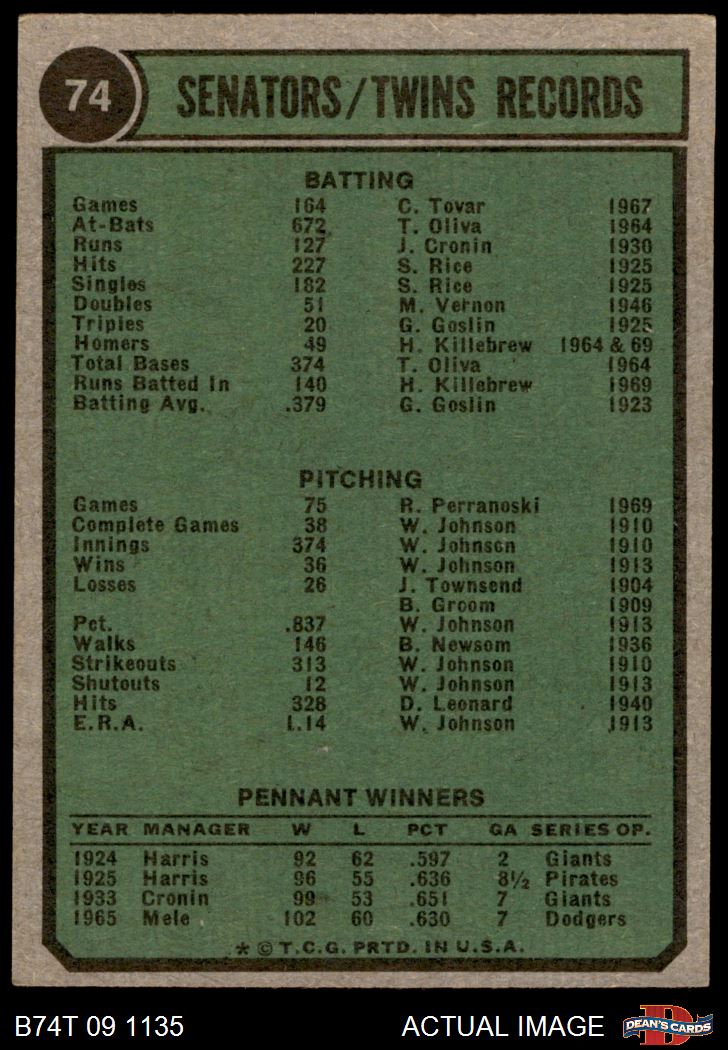 74 SENATORS/TWINS RECORDS
BATTING
Games 164 C. Tovar 1967
At-Bats 672 T. Oliva 1964
Runs 127 J. Cronin 1930
Hits 227 S. Rice 1925
Singles 182 S. Rice 1925
Doubles 51 M. Vernon 1946
Triples 20 G. Goslin 1925
Homers 49 H. Killebrew 1964 & 69
Total Bases 374 T. Oliva 1964
Runs Batted In 140 H. Killebrew 1969
Batting Avg. .379 G. Goslin 1923
PITCHING
Games 75 R. Perranoski 1969
Complete Games 38 W. Johnson 1910
Innings 374 W. Johnson 1910
Wins 36 W. Johnson 1913
Losses 26 J. Townsend 1904
B. Groom 1909
Pct. .837 W. Johnson 1913
Walks 146 B. Newsom 1936
Strikeouts 313 W. Johnson 1910
Shutouts 12 W. Johnson 1913
Hits 328 D. Leonard 1940
E.R.A. 1.14 W. Johnson 1913
PENNANT WINNERS
YEAR MANAGER W L PCT GA SERIES OP.
1924 Harris 92 62 .597 2 Giants
1925 Harris 96 55 .636 8½ Pirates
1933 Cronin 99 53 .651 7 Giants
1965 Mele 102 60 .630 7 Dodgers
* © T.C.G. PRTD. IN U.S.A.
B74T 09 1135 ACTUAL IMAGE D DEAN'S CARDS